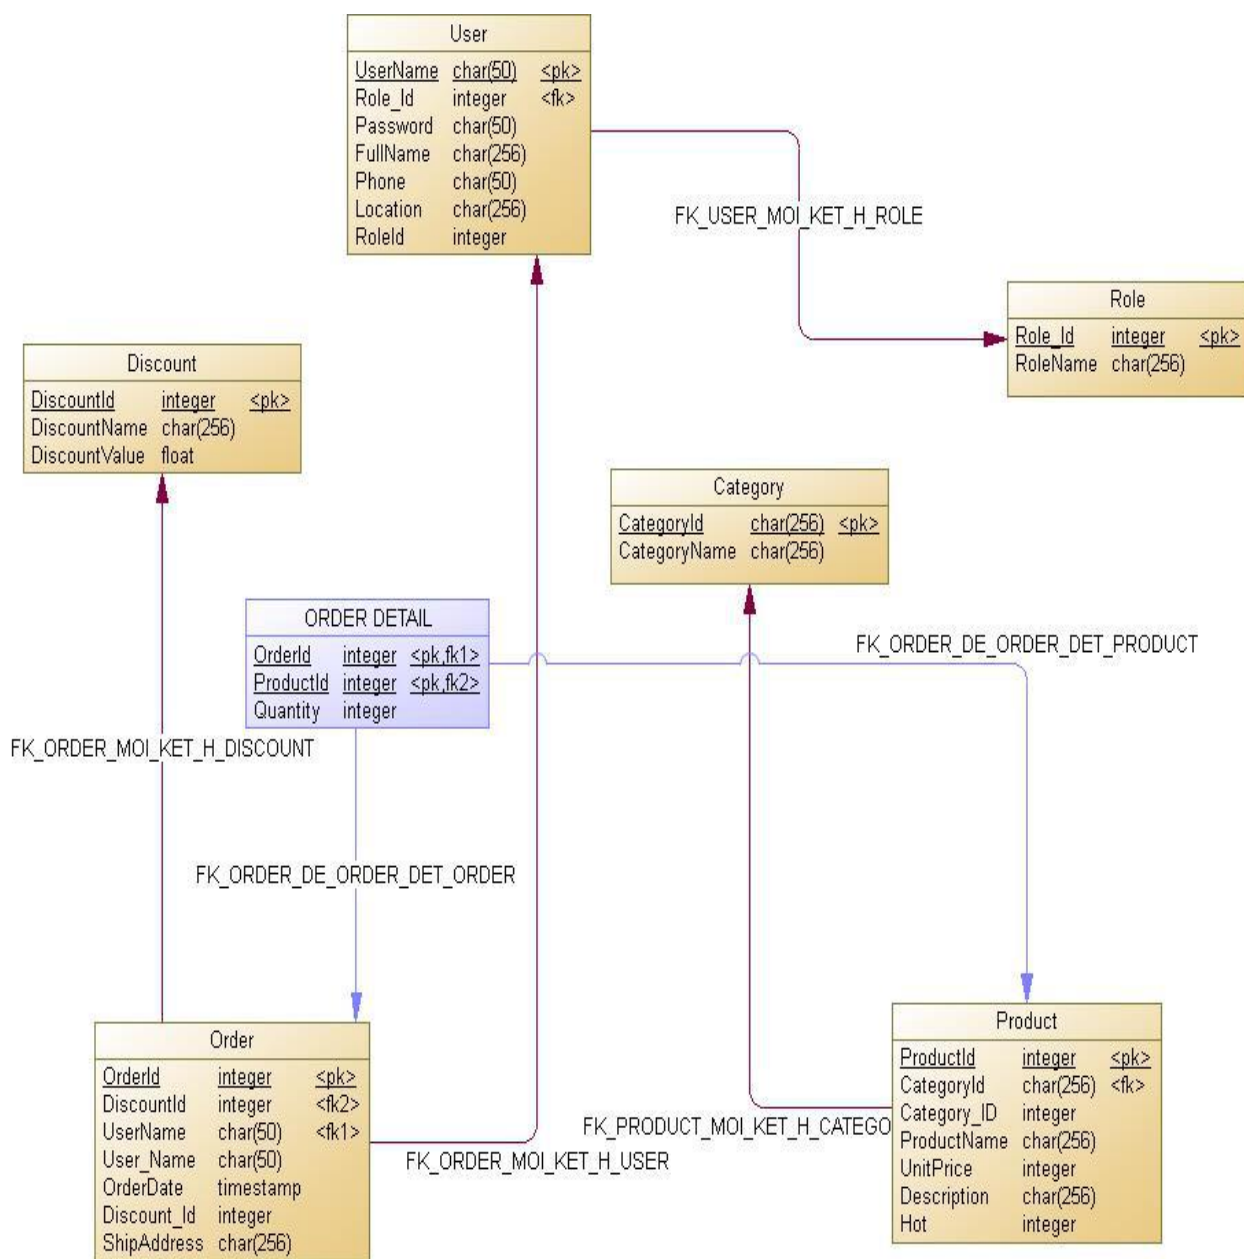 User
UserName char(50) <pk>
Role_Id integer <fk>
Password char(50)
FullName char(256)
Phone char(50)
Location char(256)
RoleId integer
FK_USER_MOI_KET_H_ROLE
Role
Role_Id integer <pk>
RoleName char(256)
Discount
DiscountId integer <pk>
DiscountName char(256)
DiscountValue float
Category
CategoryId char(256) <pk>
CategoryName char(256)
ORDER DETAIL
OrderId integer <pk,fk1>
ProductId integer <pk,fk2>
Quantity integer
FK_ORDER_DE_ORDER_DET_PRODUCT
FK_ORDER_MOI_KET_H_DISCOUNT
FK_ORDER_DE_ORDER_DET_ORDER
Order
OrderId integer <pk>
DiscountId integer <fk2>
UserName char(50) <fk1>
User_Name char(50)
OrderDate timestamp
Discount_Id integer
ShipAddress char(256)
FK_ORDER_MOI_KET_H_USER
FK_PRODUCT_MOI_KET_H_CATEGO
Product
ProductId integer <pk>
CategoryId char(256) <fk>
Category_ID integer
ProductName char(256)
UnitPrice integer
Description char(256)
Hot integer